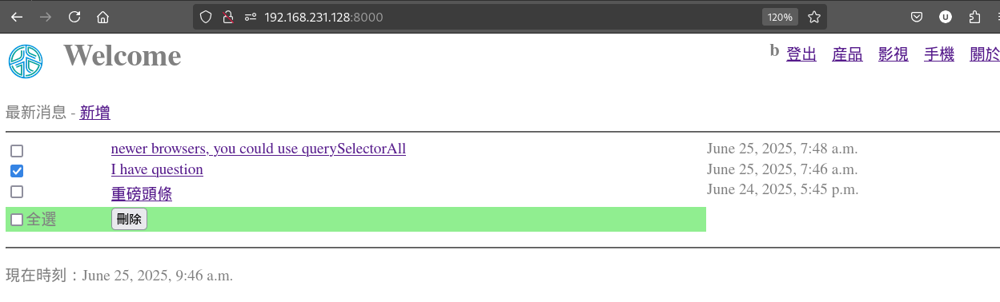 192.168.231.128:8000 120%
Welcome b 登出 產品 影視 手機 關於
最新消息 - 新增
newer browsers, you could use querySelectorAll June 25, 2025, 7:48 a.m.
I have question June 25, 2025, 7:46 a.m.
重磅頭條 June 24, 2025, 5:45 p.m.
全選 刪除
現在時刻：June 25, 2025, 9:46 a.m.